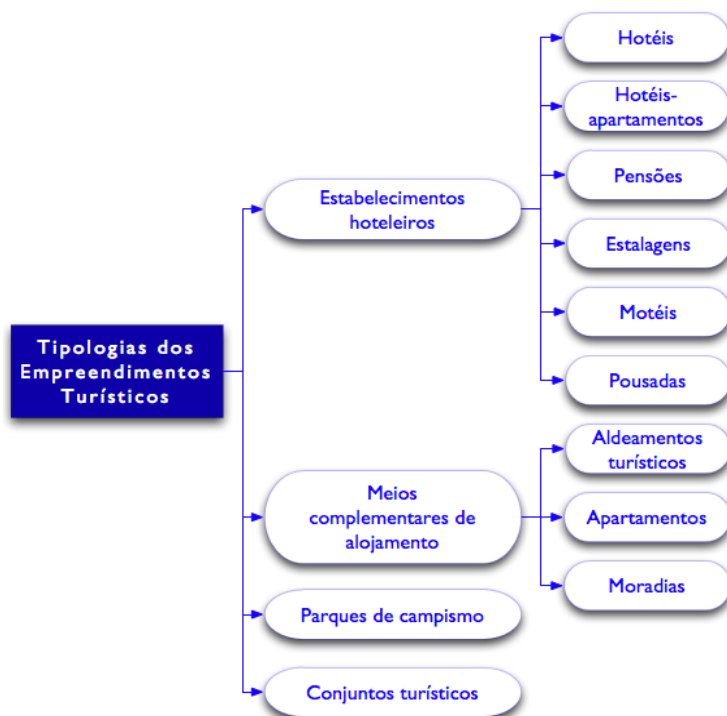 Hotéis
Hotéis-
apartamentos
Pensões
Estabelecimentos
hoteleiros
Estalagens
Motéis
Tipologias dos
Empreendimentos
Turísticos
Pousadas
Aldeamentos
turísticos
Meios
complementares de
alojamento
Apartamentos
Moradias
Parques de campismo
Conjuntos turísticos